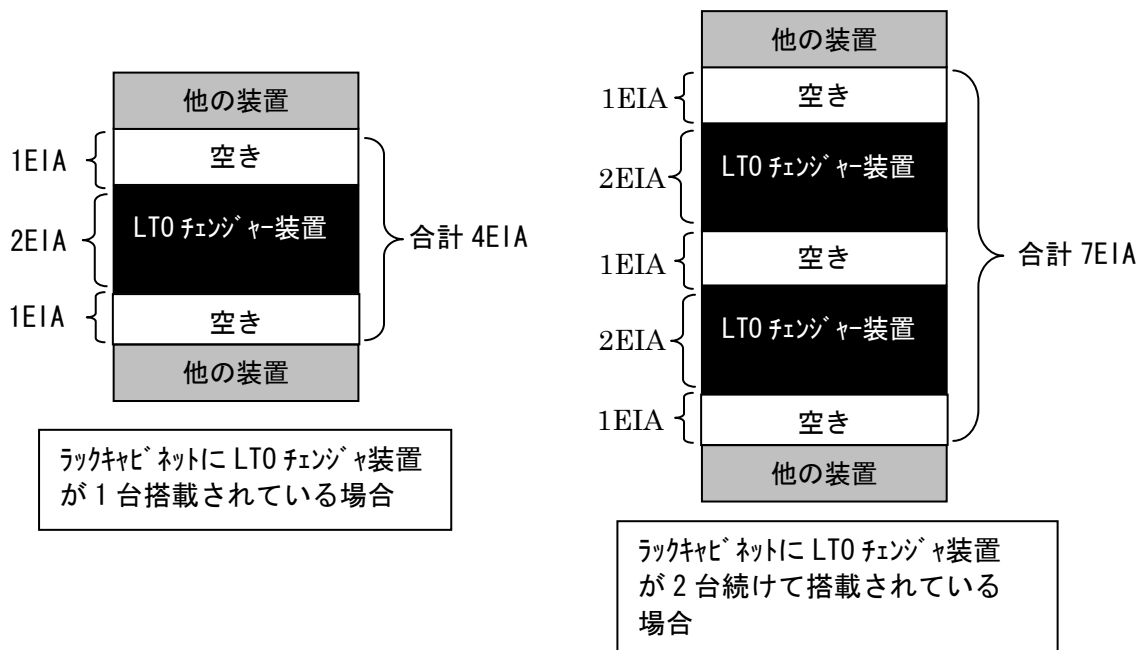 他の装置
1EIA
空き
2EIA
LTO ﾁｪﾝｼﾞｬｰ装置
合計 4EIA
1EIA
空き
他の装置
ﾗｯｸｷｬﾋﾞﾈｯﾄに LTO ﾁｪﾝｼﾞｬ装置
が 1 台搭載されている場合
他の装置
1EIA
空き
2EIA
LTO ﾁｪﾝｼﾞｬｰ装置
1EIA
空き
合計 7EIA
2EIA
LTO ﾁｪﾝｼﾞｬｰ装置
1EIA
空き
他の装置
ﾗｯｸｷｬﾋﾞﾈｯﾄに LTO ﾁｪﾝｼﾞｬ装置
が 2 台続けて搭載されている
場合